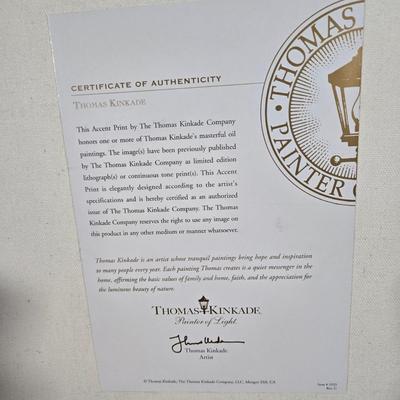 CERTIFICATE OF AUTHENTICITY
THOMAS KINKADE
This Accent Print by The Thomas Kinkade Company
honors one or more of Thomas Kinkade's masterful oil
paintings. The image(s) have been previously published
by The Thomas Kinkade Company as limited edition
lithograph(s) or continuous tone print(s). This Accent
Print is elegantly designed according to the artist's
specifications and is hereby certified as an authorized
issue of The Thomas Kinkade Company. The Thomas
Kinkade Company reserves the right to use any image on
this product in any other medium or manner whatsoever.
Thomas Kinkade is an artist whose tranquil paintings bring hope and inspiration
to many people every year. Each painting Thomas creates is a quiet messenger in the
home, affirming the basic values of family and home, faith, and the appreciation for
the luminous beauty of nature.
THOMAS KINKADE
Painter of Light
Thomas Kinkade
Artist
© Thomas Kinkade, The Thomas Kinkade Company, LLC, Morgan Hill, CA
THOMAS
PAINTER O